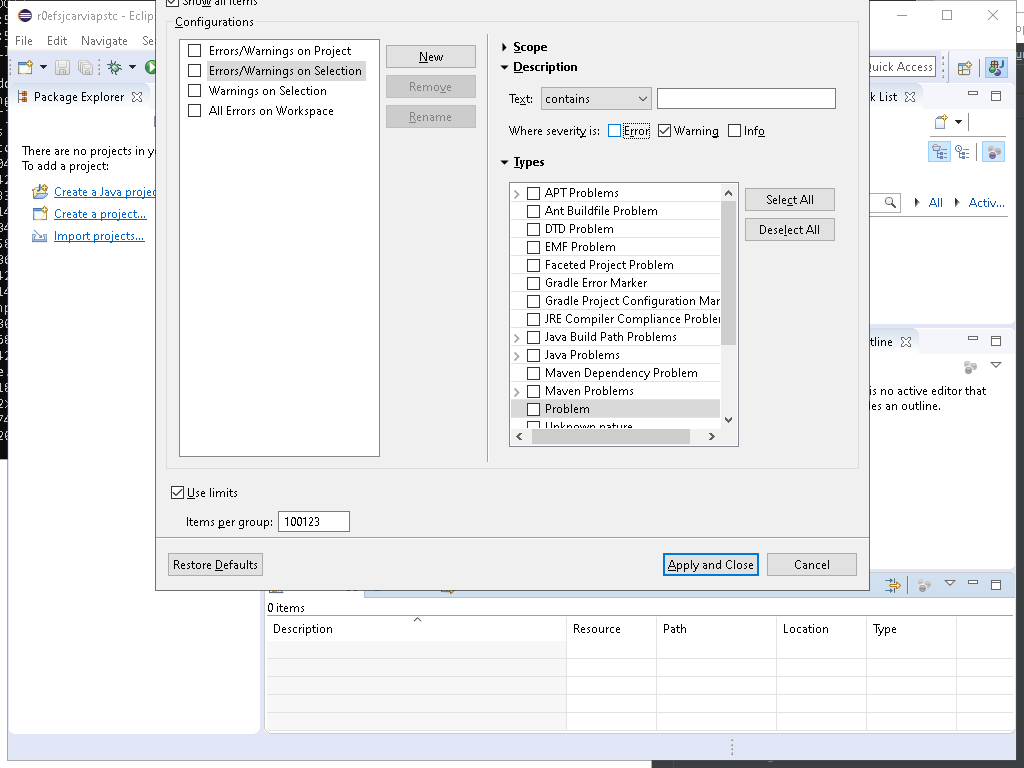 r0efsjcarviapstc - Eclip
Show all items
File Edit Navigate Se
Configurations
Errors/Warnings on Project
Errors/Warnings on Selection
Warnings on Selection
All Errors on Workspace
New
Remove
Rename
Scope
Description
Text: contains
Where severity is: Error Warning Info
Types
APT Problems
Ant Buildfile Problem
DTD Problem
EMF Problem
Faceted Project Problem
Gradle Error Marker
Gradle Project Configuration Mar
JRE Compiler Compliance Problem
Java Build Path Problems
Java Problems
Maven Dependency Problem
Maven Problems
Problem
Unknown nature
Select All
Deselect All
Quick Access
Package Explorer
There are no projects in y
To add a project:
Create a Java projec
Create a project...
Import projects...
k List
All Activ...
tline
is no active editor that
des an outline.
Use limits
Items per group: 100123
Restore Defaults
Apply and Close
Cancel
0 items
Description Resource Path Location Type